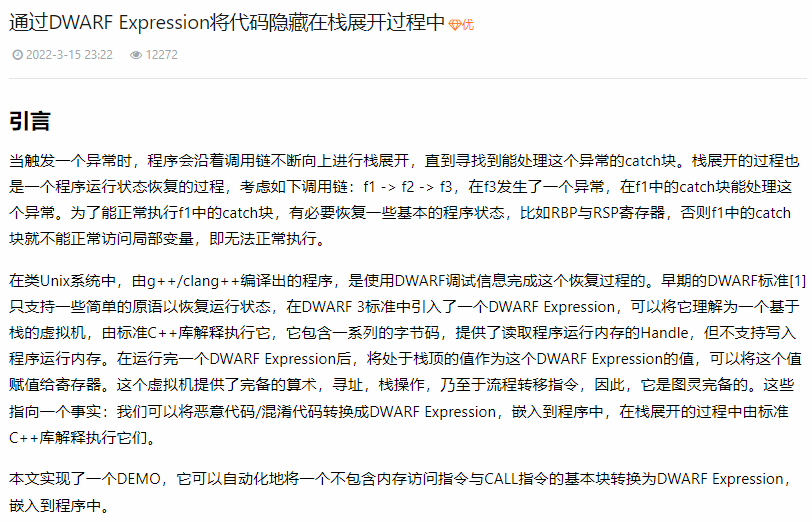 通过DWARF Expression将代码隐藏在栈展开过程中 优
2022-3-15 23:22 12272
引言
当触发一个异常时，程序会沿着调用链不断向上进行栈展开，直到寻找到能处理这个异常的catch块。栈展开的过程也
是一个程序运行状态恢复的过程，考虑如下调用链：f1 -> f2 -> f3，在f3发生了一个异常，在f1中的catch块能处理这
个异常。为了能正常执行f1中的catch块，有必要恢复一些基本的程序状态，比如RBP与RSP寄存器，否则f1中的catch
块就不能正常访问局部变量，即无法正常执行。
在类Unix系统中，由g++/clang++编译出的程序，是使用DWARF调试信息完成这个恢复过程的。早期的DWARF标准[1]
只支持一些简单的原语以恢复运行状态，在DWARF 3标准中引入了一个DWARF Expression，可以将它理解为一个基于
栈的虚拟机，由标准C++库解释执行它，它包含一系列的字节码，提供了读取程序运行内存的Handle，但不支持写入
程序运行内存。在运行完一个DWARF Expression后，将处于栈顶的值作为这个DWARF Expression的值，可以将这个值
赋值给寄存器。这个虚拟机提供了完备的算术，寻址，栈操作，乃至于流程转移指令，因此，它是图灵完备的。这些
指向一个事实：我们可以将恶意代码/混淆代码转换成DWARF Expression，嵌入到程序中，在栈展开的过程中由标准
C++库解释执行它们。
本文实现了一个DEMO，它可以自动化地将一个不包含内存访问指令与CALL指令的基本块转换为DWARF Expression，
嵌入到程序中。